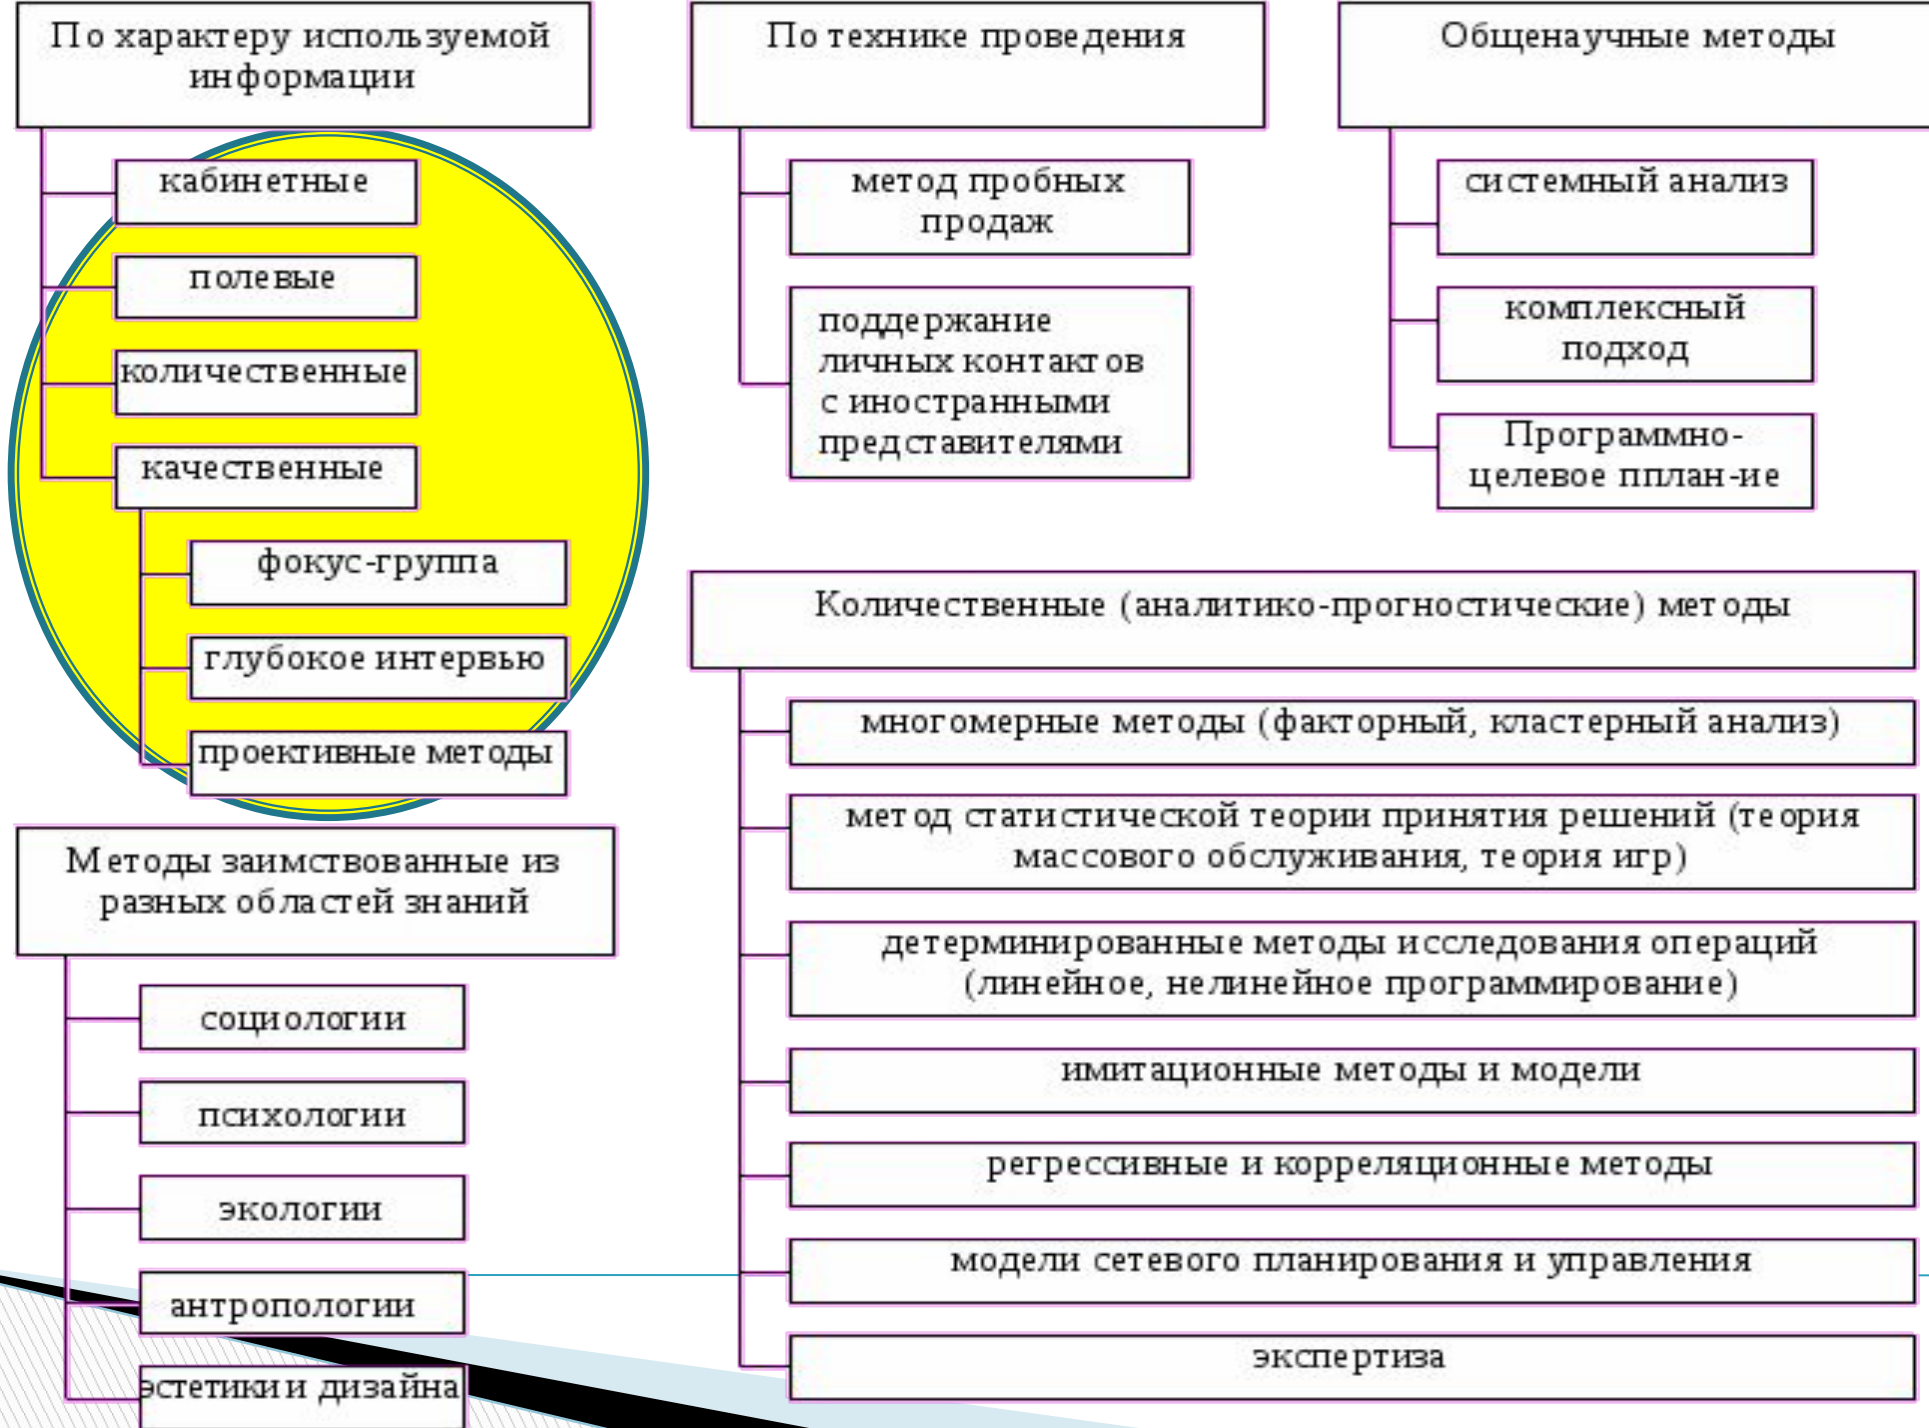 По характеру используемой
информации
кабинетные
полевые
количественные
качественные
фокус-группа
глубокое интервью
проективные методы
По технике проведения
метод пробных
продаж
поддержание
личных контактов
с иностранными
представителями
Общенаучные методы
системный анализ
комплексный
подход
Программно-
целевое пплан-ие
Методы заимствованные из
разных областей знаний
социологии
психологии
экологии
антропологии
эстетики и дизайна
Количественные (аналитико-прогностические) методы
многомерные методы (факторный, кластерный анализ)
метод статистической теории принятия решений (теория
массового обслуживания, теория игр)
детерминированные методы исследования операций
(линейное, нелинейное программирование)
имитационные методы и модели
регрессивные и корреляционные методы
модели сетевого планирования и управления
экспертиза